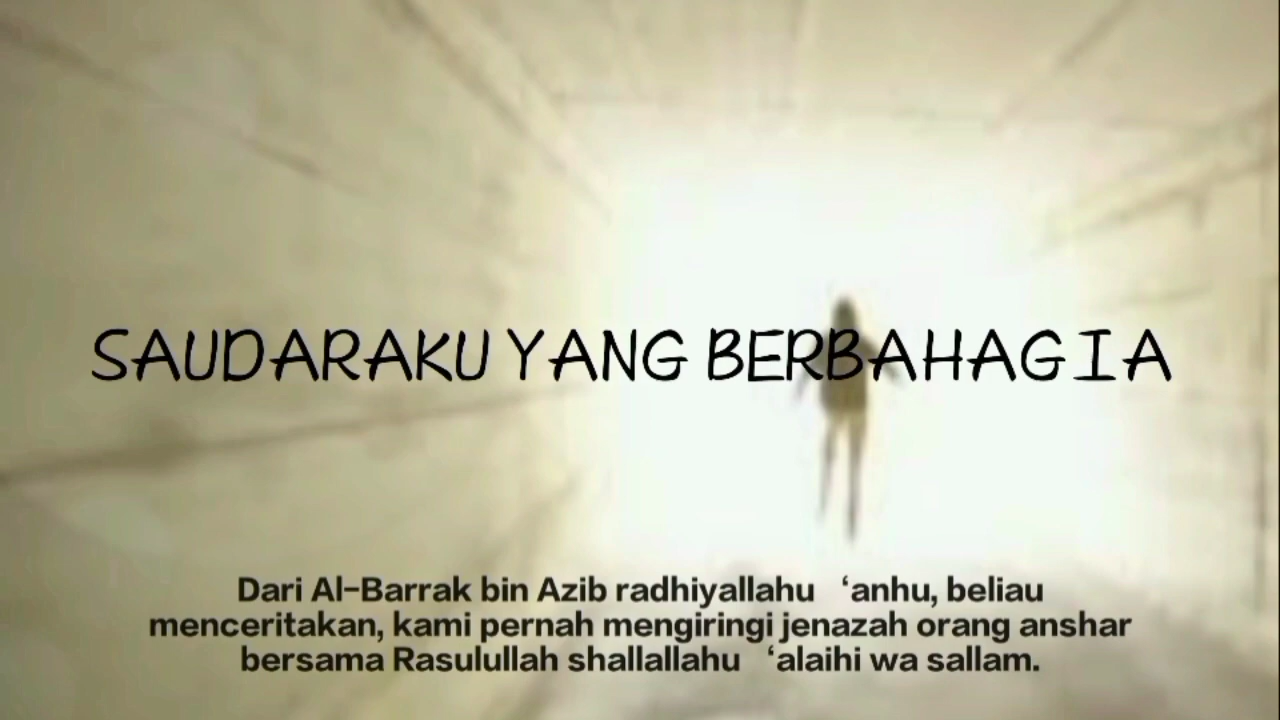 SAUDARAKU YANG BERBAHAGIA
Dari Al-Barrak bin Azib radhiyallahu ‘anhu, beliau
menceritakan, kami pernah mengiringi jenazah orang anshar
bersama Rasulullah shallallahu ‘alaihi wa sallam.